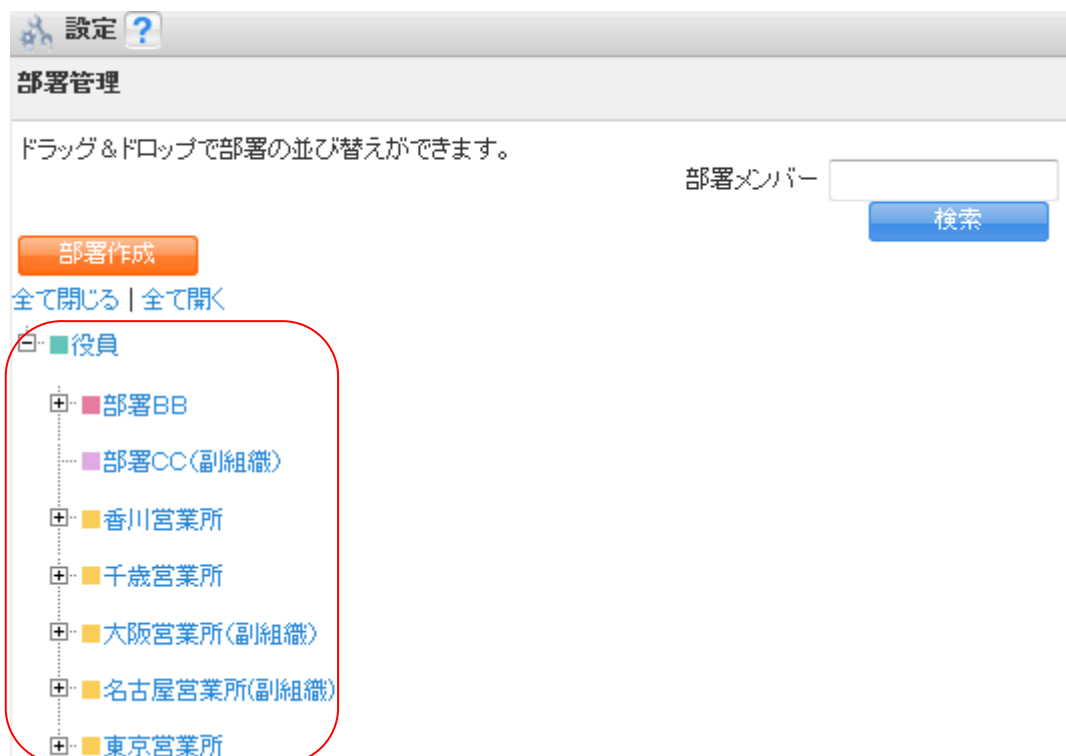 設定 ?
部署管理
ドラッグ&ドロップで部署の並び替えができます。
部署メンバー
検索
部署作成
全て閉じる | 全て開く
役員
部署BB
部署CC(副組織)
香川営業所
千歳営業所
大阪営業所(副組織)
名古屋営業所(副組織)
東京営業所